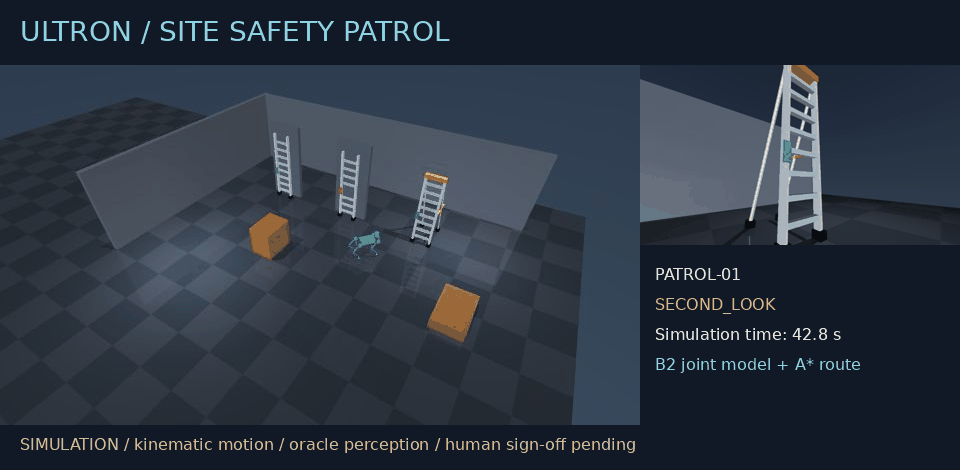 ULTRON / SITE SAFETY PATROL
PATROL-01
SECOND_LOOK
Simulation time: 42.8 s
B2 joint model + A* route
SIMULATION / kinematic motion / oracle perception / human sign-off pending